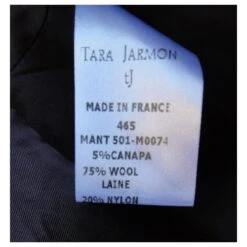 TARA JARMON
tJ
MADE IN FRANCE
465
MANT 501-M0074
5%CANAPA
75% WOOL
LAINE
20% NYLON